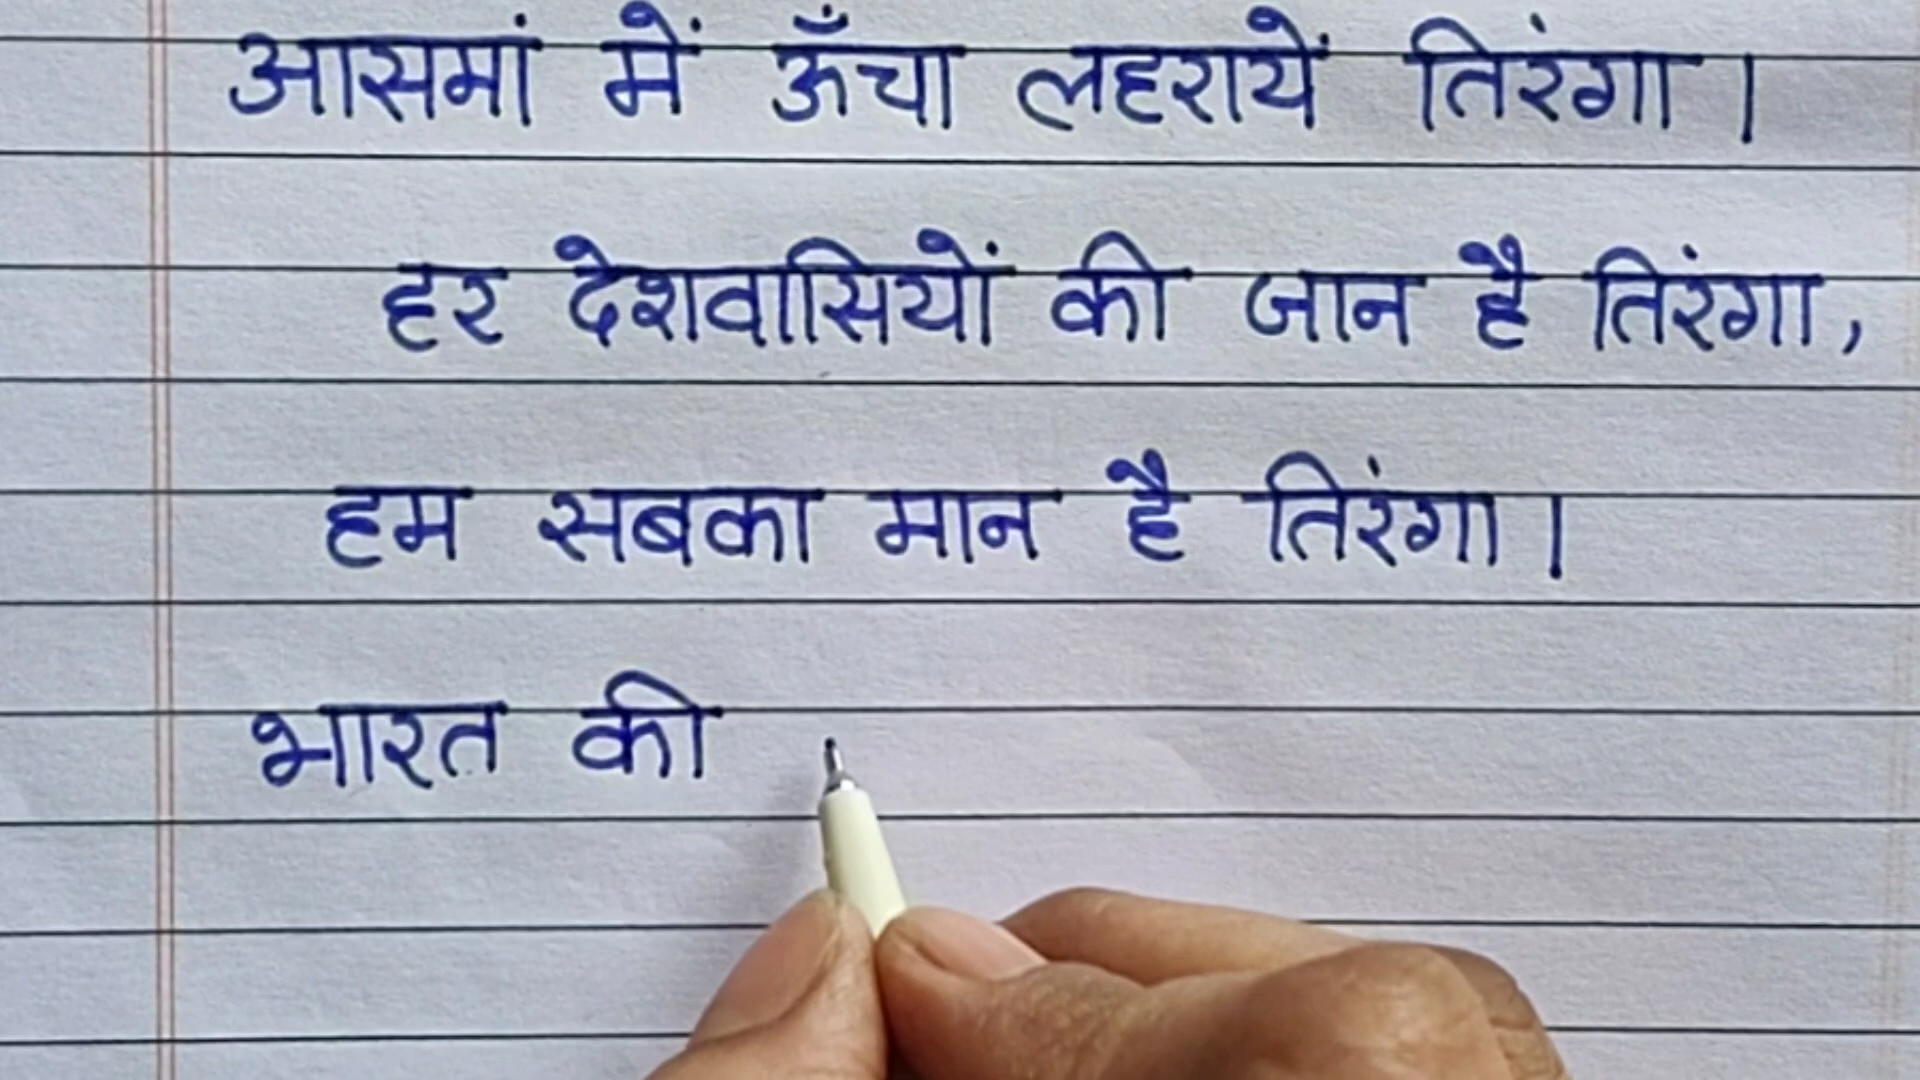 आसमां में ऊँचा लहरायें तिरंगा ।
हर देशवासियों की जान है तिरंगा,
हम सबका मान है तिरंगा ।
भारत की